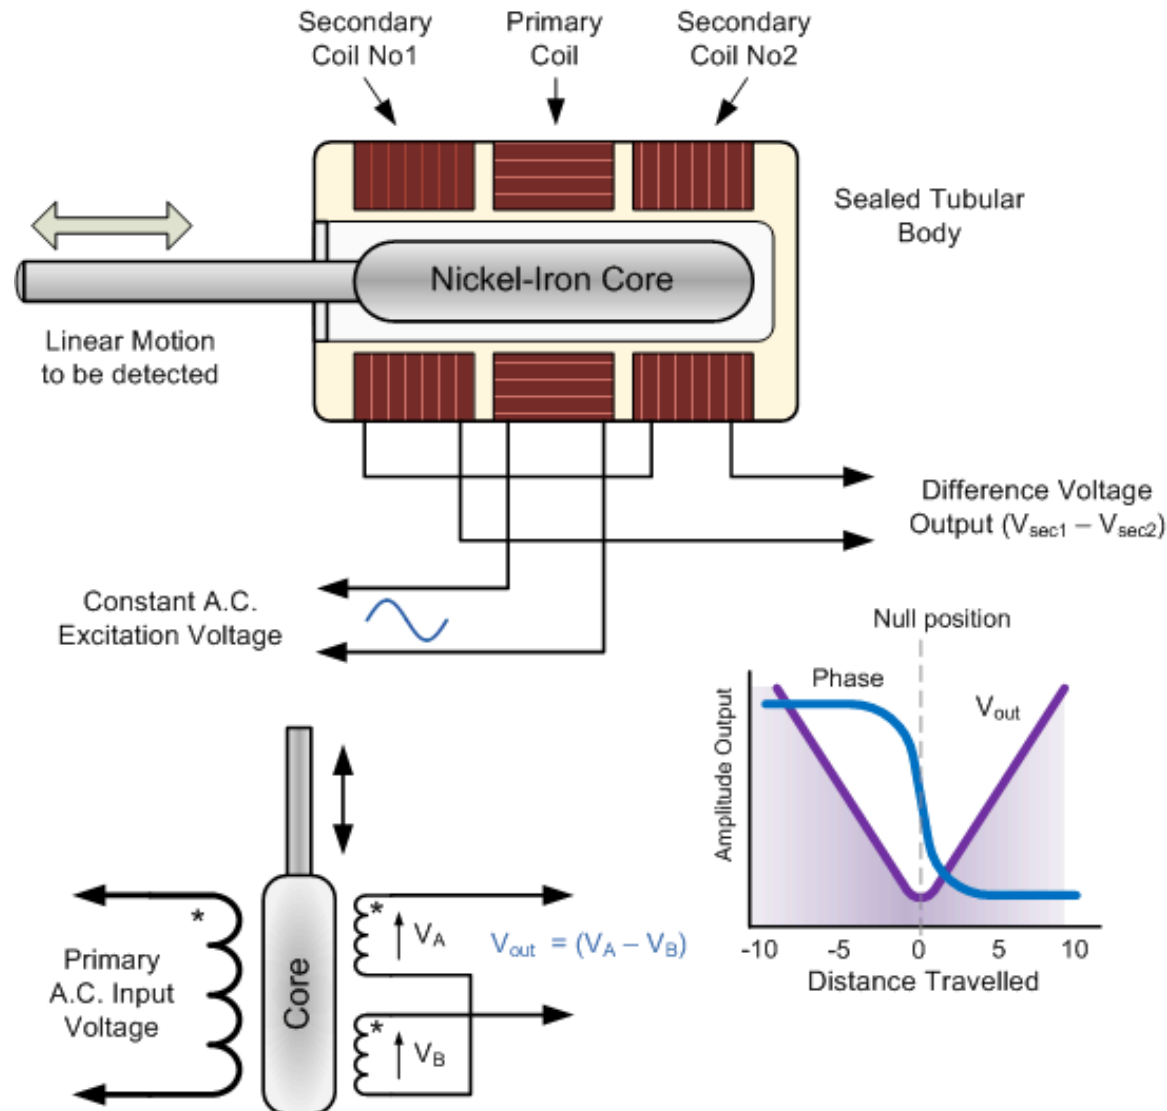 Secondary
Coil No1
Primary
Coil
Secondary
Coil No2
Sealed Tubular
Body
Nickel-Iron Core
Linear Motion
to be detected
Difference Voltage
Output (Vsec1 – Vsec2)
Constant A.C.
Excitation Voltage
Null position
Phase
Vout
Amplitude Output
-10 -5 0 5 10
Distance Travelled
*
Primary
A.C. Input
Voltage
Core
*
VA
Vout = (VA – VB)
*
VB